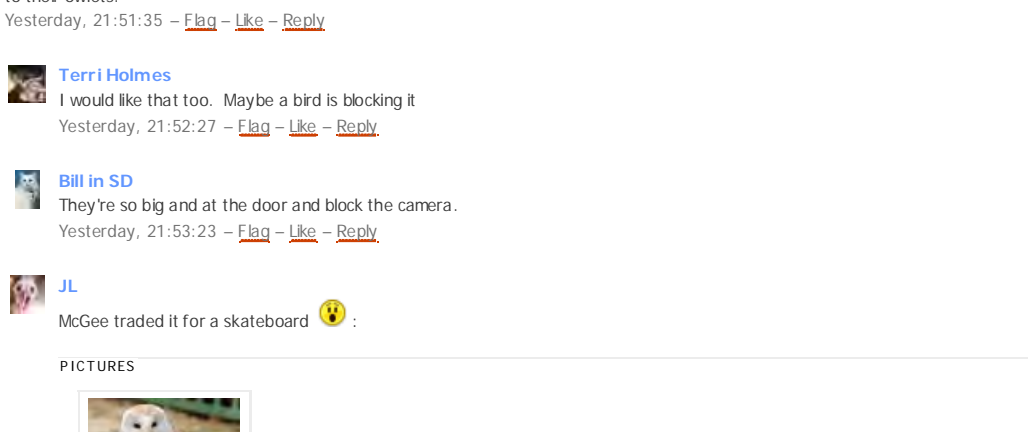 Yesterday, 21:51:35 – Flag – Like – Reply
Terri Holmes
I would like that too.  Maybe a bird is blocking it
Yesterday, 21:52:27 – Flag – Like – Reply
Bill in SD
They're so big and at the door and block the camera.
Yesterday, 21:53:23 – Flag – Like – Reply
JL
McGee traded it for a skateboard :
PICTURES